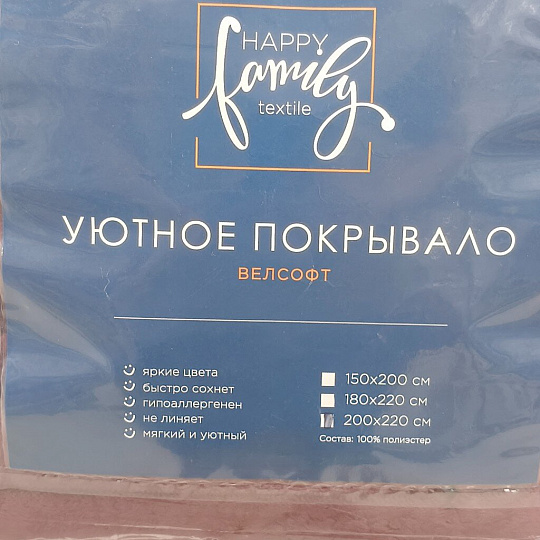 HAPPY
family
textile
УЮТНОЕ ПОКРЫВАЛО
ВЕЛСОФТ
яркие цвета
быстро сохнет
гипоаллергенен
не линяет
мягкий и уютный
150х200 см
180х220 см
200х220 см
Состав: 100% полиэстер